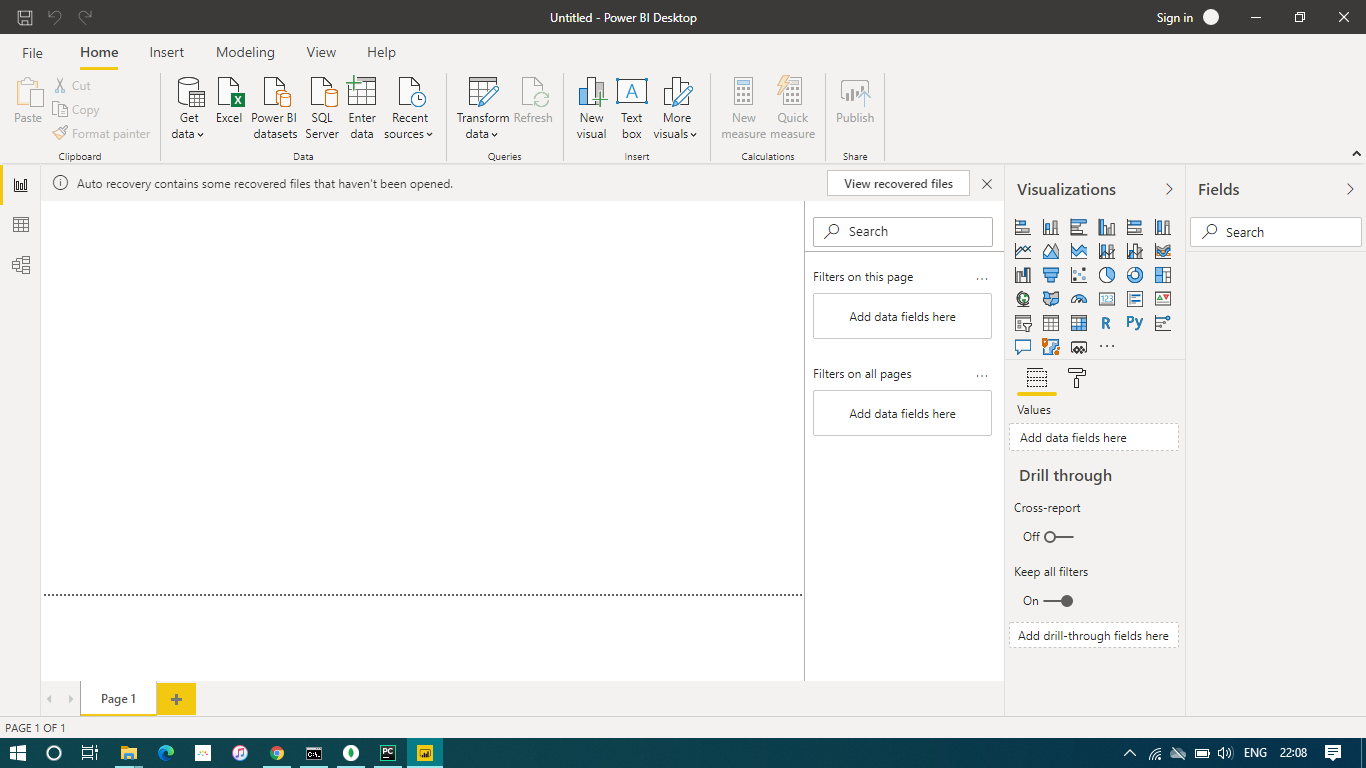 Untitled - Power BI Desktop
Sign in
File
Home
Insert
Modeling
View
Help
Paste
Cut
Copy
Format painter
Clipboard
Get
data
Excel
Power BI
datasets
SQL
Server
Enter
data
Recent
sources
Data
Transform
data
Refresh
Queries
New
visual
A
Text
box
More
visuals
Insert
New
measure
Quick
measure
Calculations
Publish
Share
Auto recovery contains some recovered files that haven't been opened.
View recovered files
Search
Filters on this page
...
Add data fields here
Filters on all pages
...
Add data fields here
Visualizations
123
R
Py
...
Values
Add data fields here
Drill through
Cross-report
Off
Keep all filters
On
Add drill-through fields here
Fields
Search
Page 1
+
PAGE 1 OF 1
C:\
PC
ENG
22:08